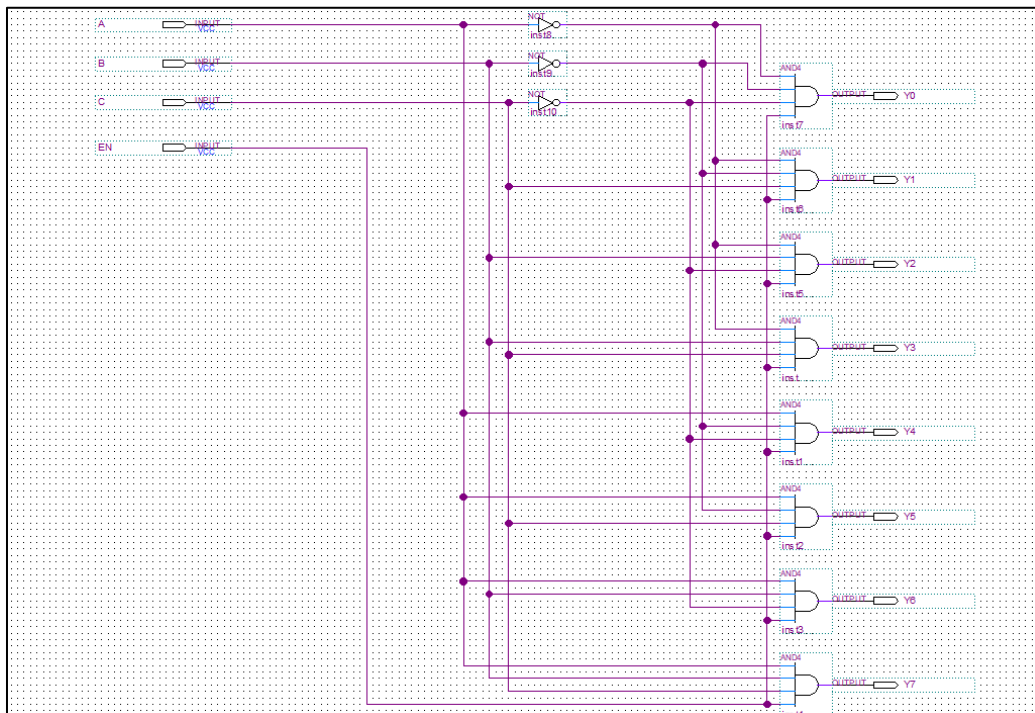 A INPUT VCC NOT inst8
B INPUT VCC NOT inst9
C INPUT VCC NOT inst10
EN INPUT VCC
AND4
OUTPUT Y0
inst7
AND4
OUTPUT Y1
inst6
AND4
OUTPUT Y2
inst5
AND4
OUTPUT Y3
inst
AND4
OUTPUT Y4
inst1
AND4
OUTPUT Y5
inst2
AND4
OUTPUT Y6
inst3
AND4
OUTPUT Y7